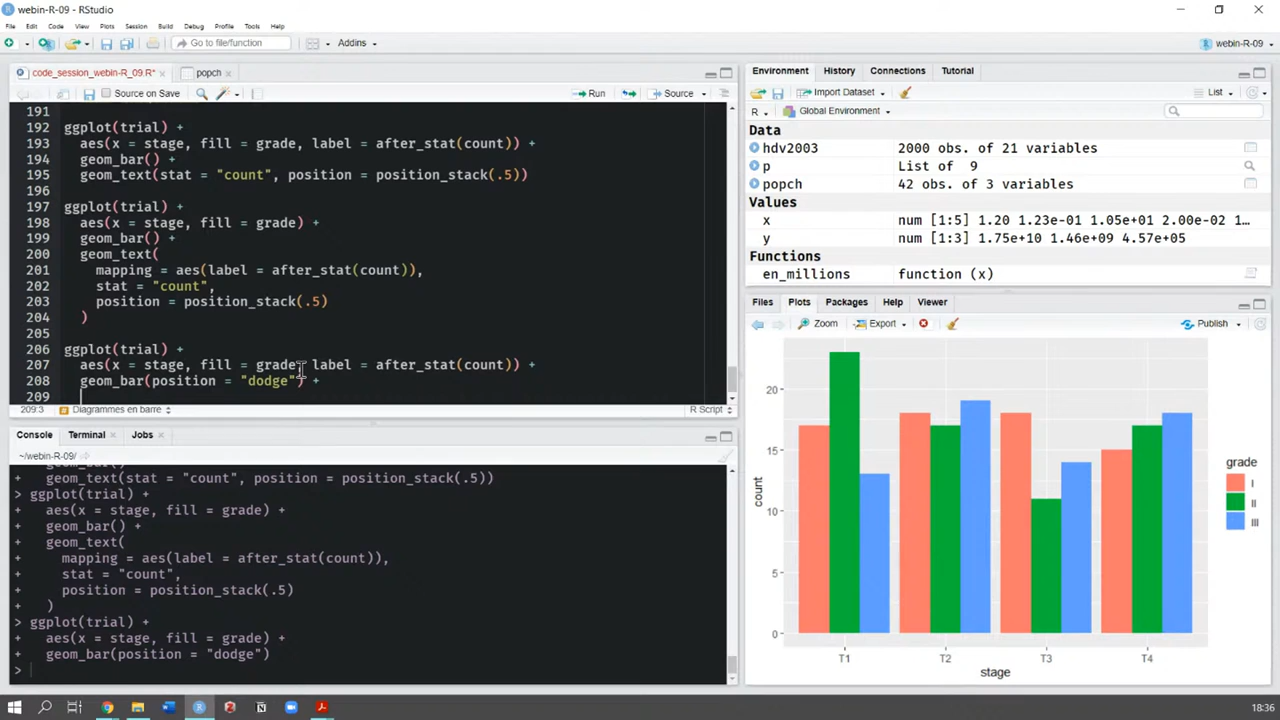 webin-R-09 - RStudio
File Edit Code View Plots Session Build Debug Profile Tools Help
Go to file/function Addins webin-R-09
code_session_webin-R_09.R* popch
Source on Save Run Source
191
192 ggplot(trial) +
193 aes(x = stage, fill = grade, label = after_stat(count)) +
194 geom_bar() +
195 geom_text(stat = "count", position = position_stack(.5))
196
197 ggplot(trial) +
198 aes(x = stage, fill = grade) +
199 geom_bar() +
200 geom_text(
201 mapping = aes(label = after_stat(count)),
202 stat = "count",
203 position = position_stack(.5)
204 )
205
206 ggplot(trial) +
207 aes(x = stage, fill = grade, label = after_stat(count)) +
208 geom_bar(position = "dodge") +
209
209:3 Diagrammes en barre R Script
Console Terminal Jobs
~/webin-R-09/
geom_bar()
+ geom_text(stat = "count", position = position_stack(.5))
> ggplot(trial) +
+ aes(x = stage, fill = grade) +
+ geom_bar() +
+ geom_text(
+ mapping = aes(label = after_stat(count)),
+ stat = "count",
+ position = position_stack(.5)
+ )
> ggplot(trial) +
+ aes(x = stage, fill = grade) +
+ geom_bar(position = "dodge")
>
Environment History Connections Tutorial
Import Dataset List
R Global Environment
Data
hdv2003 2000 obs. of 21 variables
p List of 9
popch 42 obs. of 3 variables
Values
x num [1:5] 1.20 1.23e-01 1.05e+01 2.00e-02 1...
y num [1:3] 1.75e+10 1.46e+09 4.57e+05
Functions
en_millions function (x)
Files Plots Packages Help Viewer
Zoom Export Publish
20
15
10
5
0
count
T1 T2 T3 T4
stage
grade
I
II
III
18:36